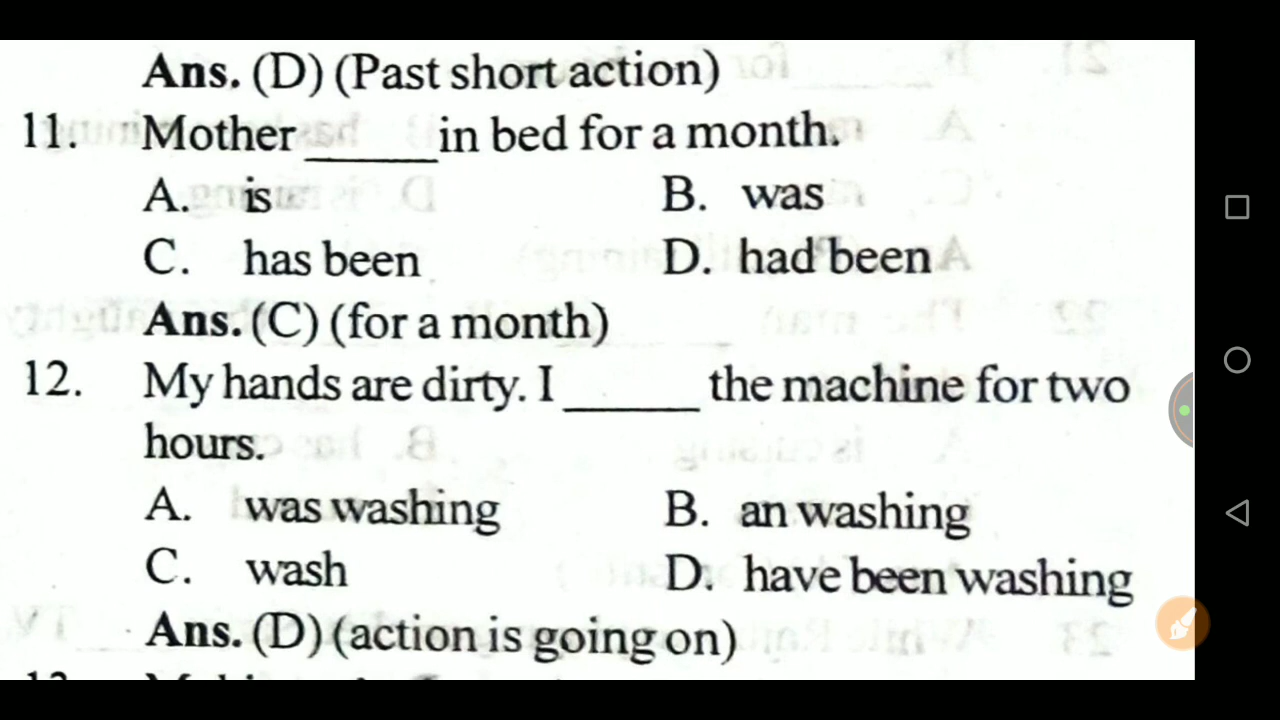 Ans. (D) (Past short action)
11. Mother _____ in bed for a month.
A. is B. was
C. has been D. had been
Ans. (C) (for a month)
12. My hands are dirty. I _____ the machine for two
hours.
A. was washing B. an washing
C. wash D. have been washing
Ans. (D) (action is going on)